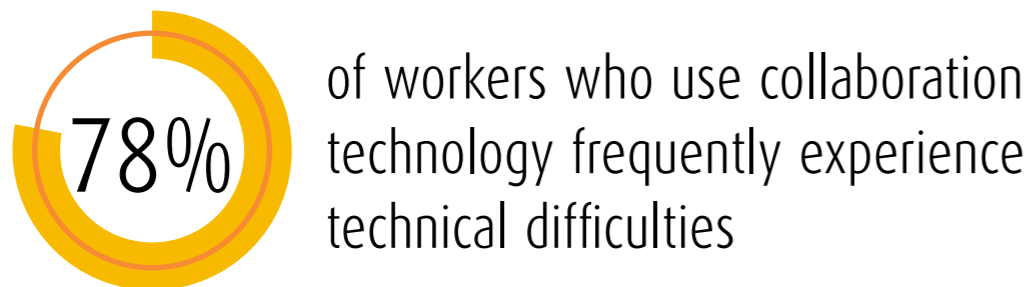 78%
of workers who use collaboration
technology frequently experience
technical difficulties